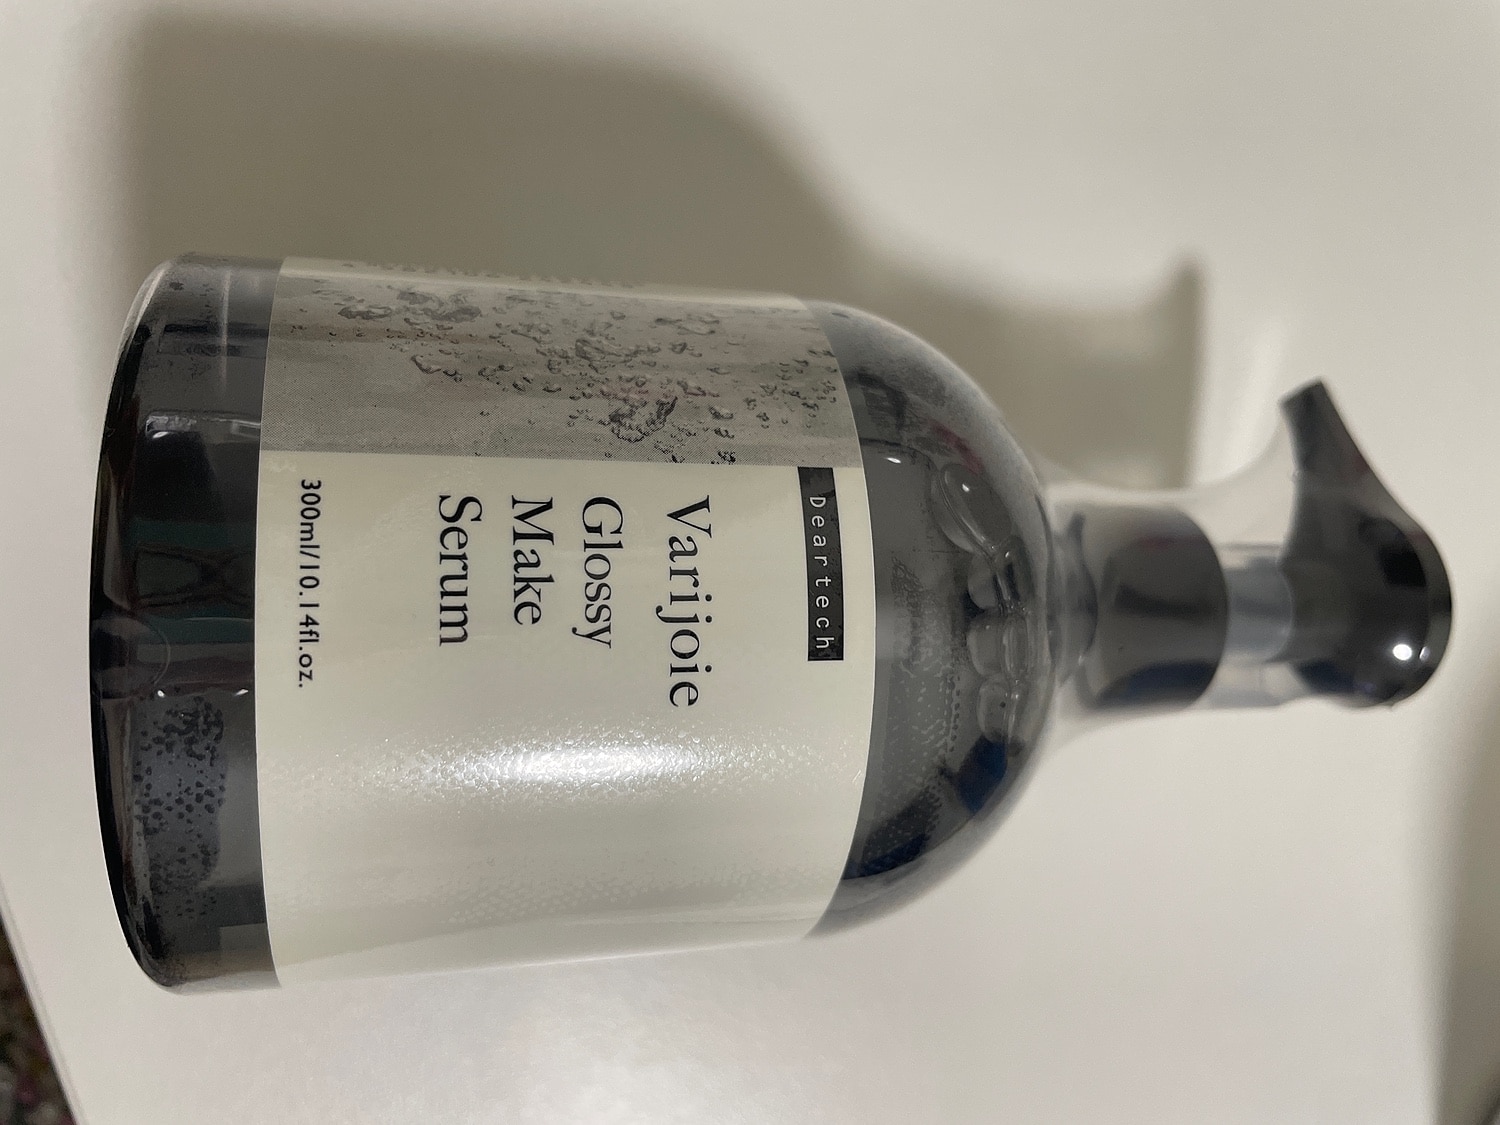 Deartech
Varijoie
Glossy
Make
Serum
300ml/10.14fl.oz.